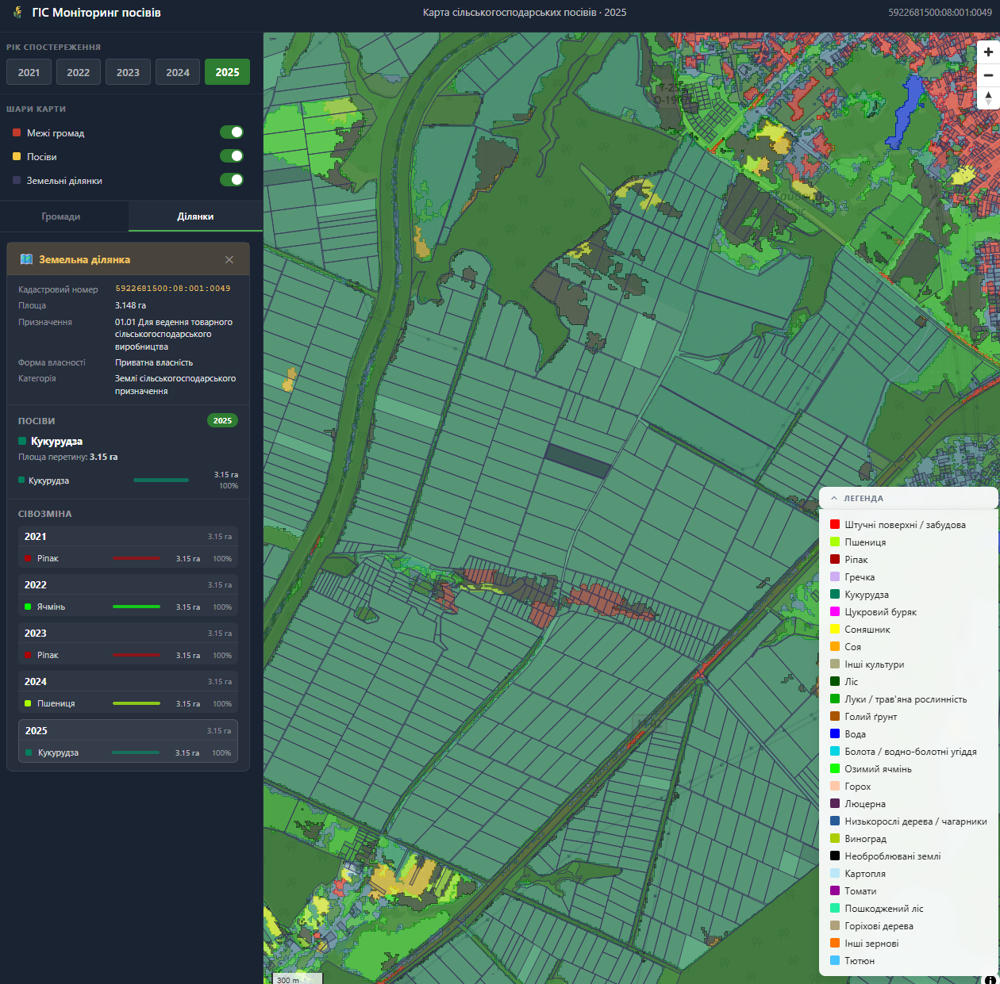 ГІС Моніторинг посівів
Карта сільськогосподарських посівів · 2025
5922681500:08:001:0049
РІК СПОСТЕРЕЖЕННЯ
2021
2022
2023
2024
2025
ШАРИ КАРТИ
Межі громад
Посіви
Земельні ділянки
Громади
Ділянки
Земельна ділянка
Кадастровий номер
5922681500:08:001:0049
Площа
3.148 га
Призначення
01.01 Для ведення товарного
сільськогосподарського
виробництва
Форма власності
Приватна власність
Категорія
Землі сільськогосподарського
призначення
ПОСІВИ
2025
Кукурудза
Площа перетину: 3.15 га
Кукурудза
3.15 га
100%
СІВОЗМІНА
2021
3.15 га
Ріпак
3.15 га
100%
2022
3.15 га
Ячмінь
3.15 га
100%
2023
3.15 га
Ріпак
3.15 га
100%
2024
3.15 га
Пшениця
3.15 га
100%
2025
3.15 га
Кукурудза
3.15 га
100%
ЛЕГЕНДА
Штучні поверхні / забудова
Пшениця
Ріпак
Гречка
Кукурудза
Цукровий буряк
Соняшник
Соя
Інші культури
Ліс
Луки / трав'яна рослинність
Голий ґрунт
Вода
Болота / водно-болотні угіддя
Озимий ячмінь
Горох
Люцерна
Низькорослі дерева / чагарники
Виноград
Необроблювані землі
Картопля
Томати
Пошкоджений ліс
Горіхові дерева
Інші зернові
Тютюн
300 m